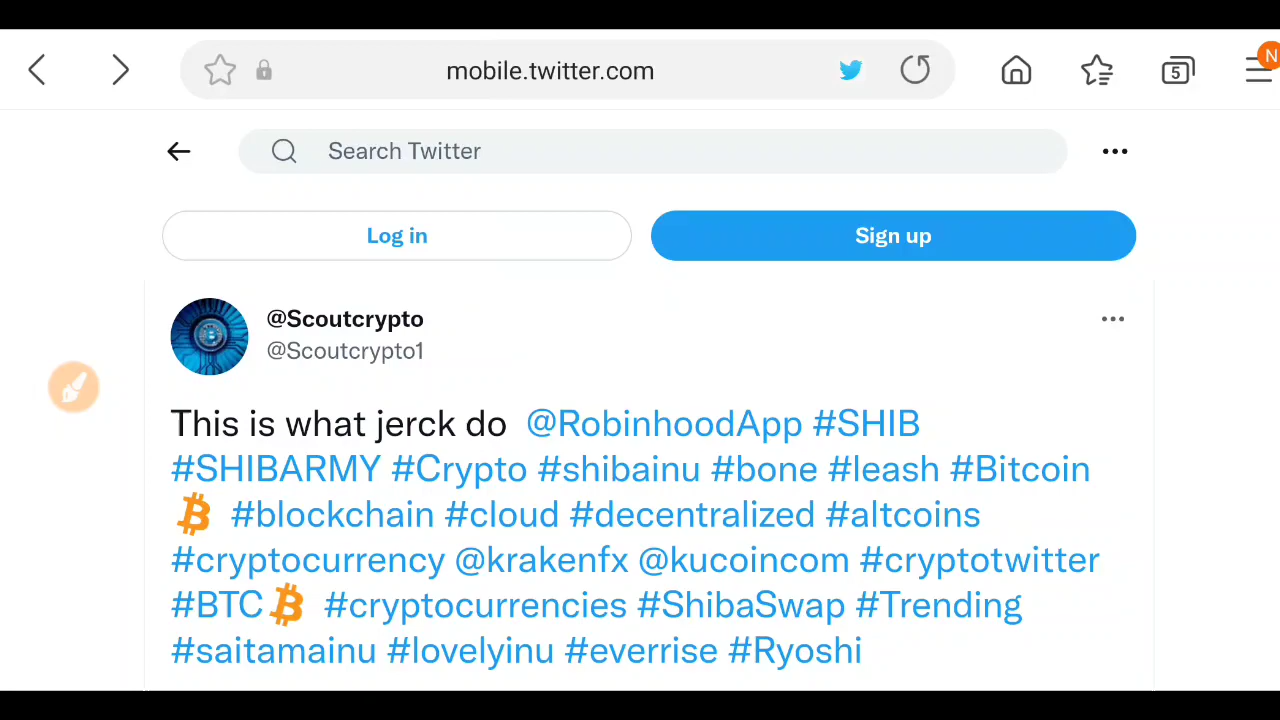 mobile.twitter.com
5
N
Search Twitter
Log in
Sign up
@Scoutcrypto
@Scoutcrypto1
This is what jerck do @RobinhoodApp #SHIB
#SHIBARMY #Crypto #shibainu #bone #leash #Bitcoin
#blockchain #cloud #decentralized #altcoins
#cryptocurrency @krakenfx @kucoincom #cryptotwitter
#BTC #cryptocurrencies #ShibaSwap #Trending
#saitamainu #lovelyinu #everrise #Ryoshi